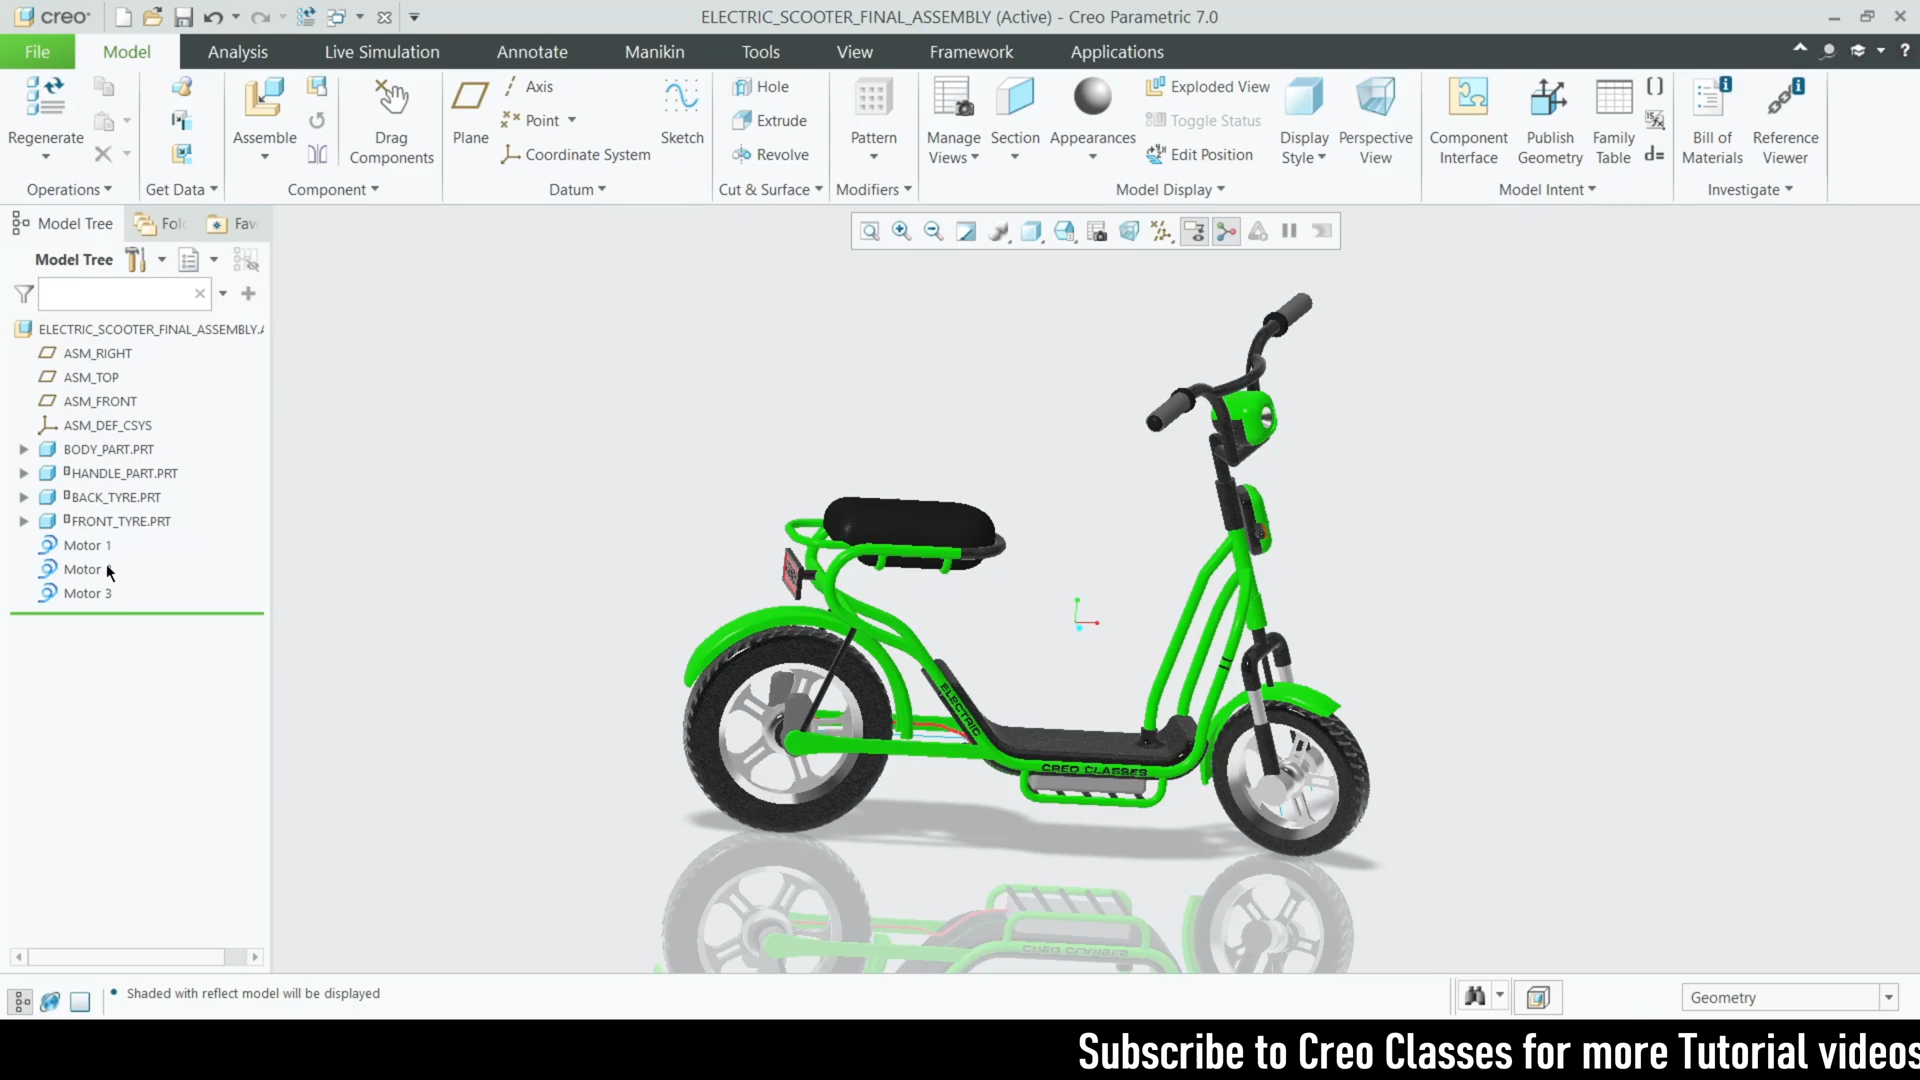 creo
ELECTRIC_SCOOTER_FINAL_ASSEMBLY (Active) - Creo Parametric 7.0
File Model Analysis Live Simulation Annotate Manikin Tools View Framework Applications
Regenerate
Operations
Get Data
Assemble
Drag Components
Component
Plane
Axis
Point
Coordinate System
Sketch
Datum
Hole
Extrude
Revolve
Cut & Surface
Pattern
Modifiers
Manage Views
Section
Appearances
Exploded View
Toggle Status
Edit Position
Display Style
Perspective View
Model Display
Component Interface
Publish Geometry
Family Table
d=
Model Intent
Bill of Materials
Reference Viewer
Investigate
Model Tree Fol Fav
Model Tree
ELECTRIC_SCOOTER_FINAL_ASSEMBLY.A
ASM_RIGHT
ASM_TOP
ASM_FRONT
ASM_DEF_CSYS
BODY_PART.PRT
HANDLE_PART.PRT
BACK_TYRE.PRT
FRONT_TYRE.PRT
Motor 1
Motor
Motor 3
ELECTRIC
CREO CLASSES
CREO CLASSES
Shaded with reflect model will be displayed
Geometry
Subscribe to Creo Classes for more Tutorial videos